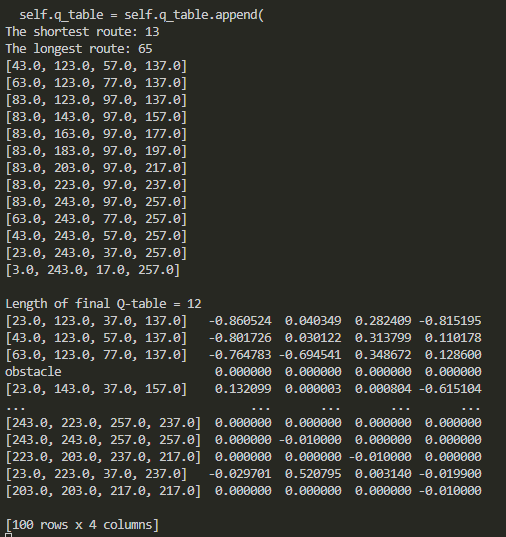 self.q_table = self.q_table.append(
The shortest route: 13
The longest route: 65
[43.0, 123.0, 57.0, 137.0]
[63.0, 123.0, 77.0, 137.0]
[83.0, 123.0, 97.0, 137.0]
[83.0, 143.0, 97.0, 157.0]
[83.0, 163.0, 97.0, 177.0]
[83.0, 183.0, 97.0, 197.0]
[83.0, 203.0, 97.0, 217.0]
[83.0, 223.0, 97.0, 237.0]
[83.0, 243.0, 97.0, 257.0]
[63.0, 243.0, 77.0, 257.0]
[43.0, 243.0, 57.0, 257.0]
[23.0, 243.0, 37.0, 257.0]
[3.0, 243.0, 17.0, 257.0]
Length of final Q-table = 12
[23.0, 123.0, 37.0, 137.0] -0.860524 0.040349 0.282409 -0.815195
[43.0, 123.0, 57.0, 137.0] -0.801726 0.030122 0.313799 0.110178
[63.0, 123.0, 77.0, 137.0] -0.764783 -0.694541 0.348672 0.128600
obstacle 0.000000 0.000000 0.000000 0.000000
[23.0, 143.0, 37.0, 157.0] 0.132099 0.000003 0.000804 -0.615104
... ... ... ... ...
[243.0, 223.0, 257.0, 237.0] 0.000000 0.000000 0.000000 0.000000
[243.0, 243.0, 257.0, 257.0] 0.000000 -0.010000 0.000000 0.000000
[223.0, 203.0, 237.0, 217.0] 0.000000 0.000000 -0.010000 0.000000
[23.0, 223.0, 37.0, 237.0] -0.029701 0.520795 0.003140 -0.019900
[203.0, 203.0, 217.0, 217.0] 0.000000 0.000000 0.000000 -0.010000
[100 rows x 4 columns]